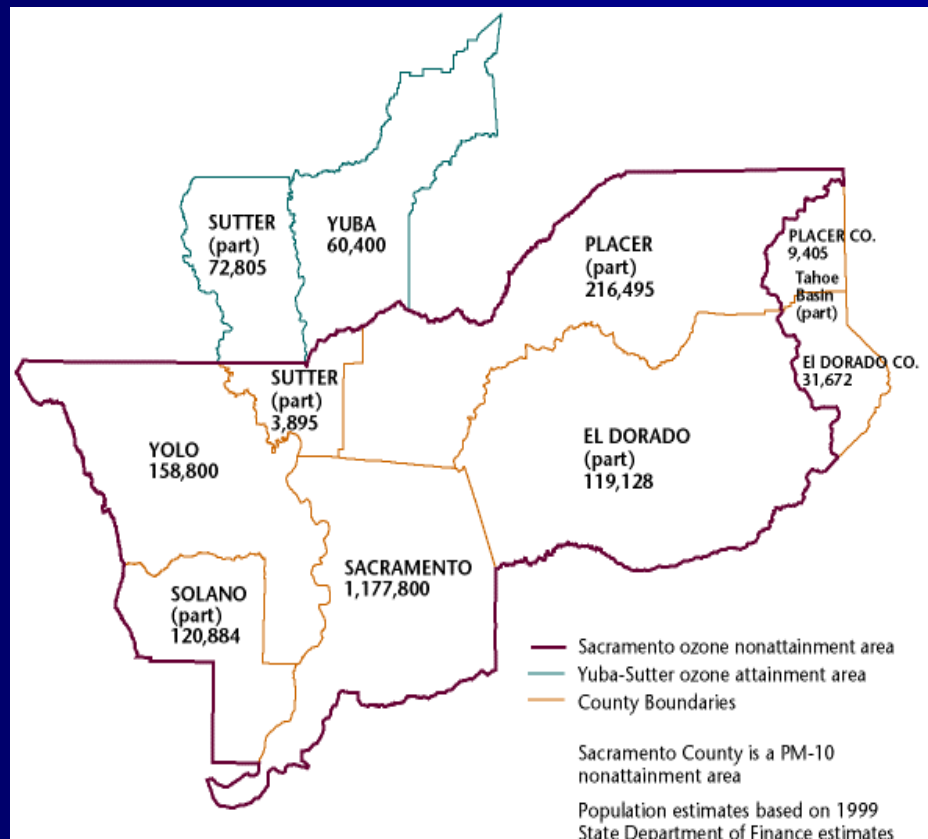 SUTTER
(part)
72,805
YUBA
60,400
PLACER
(part)
216,495
PLACER CO.
9,405
Tahoe
Basin
(part)
El DORADO CO.
31,672
SUTTER
(part)
3,895
YOLO
158,800
EL DORADO
(part)
119,128
SACRAMENTO
1,177,800
SOLANO
(part)
120,884
Sacramento ozone nonattainment area
Yuba-Sutter ozone attainment area
County Boundaries
Sacramento County is a PM-10
nonattainment area
Population estimates based on 1999
State Department of Finance estimates